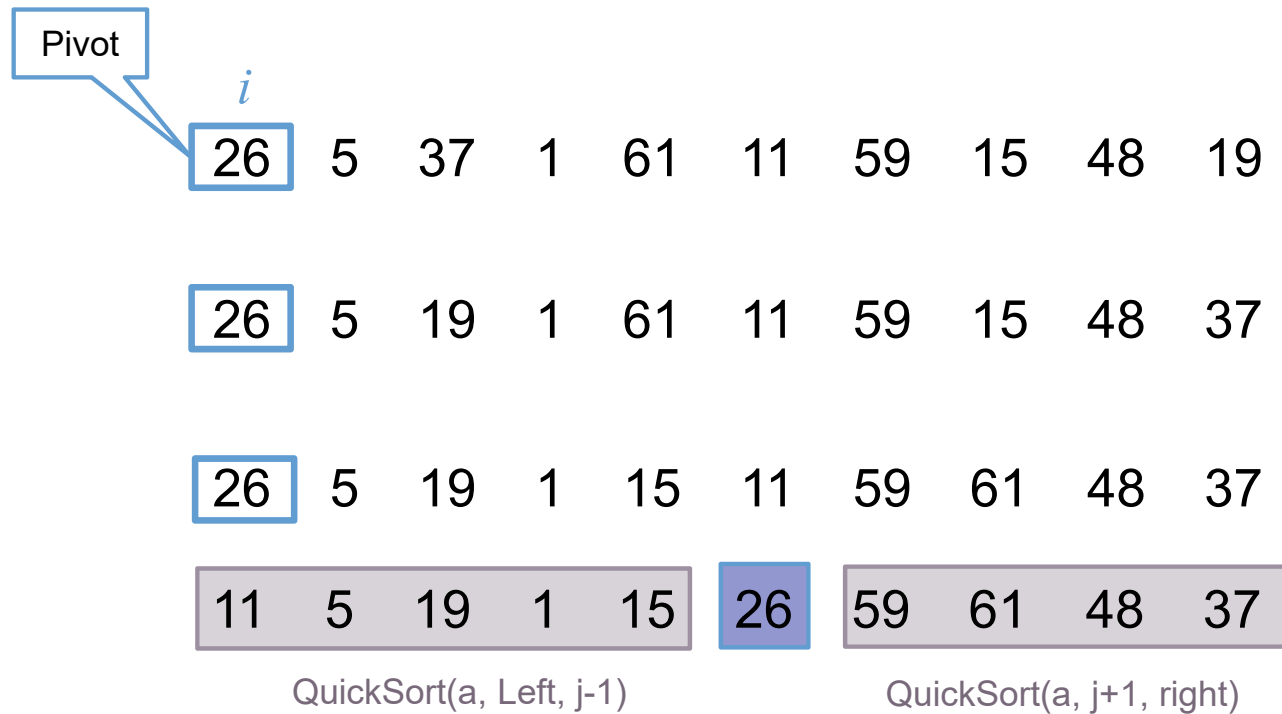 Pivot
i
26 5 37 1 61 11 59 15 48 19
26 5 19 1 61 11 59 15 48 37
26 5 19 1 15 11 59 61 48 37
11 5 19 1 15 26 59 61 48 37
QuickSort(a, Left, j-1) QuickSort(a, j+1, right)